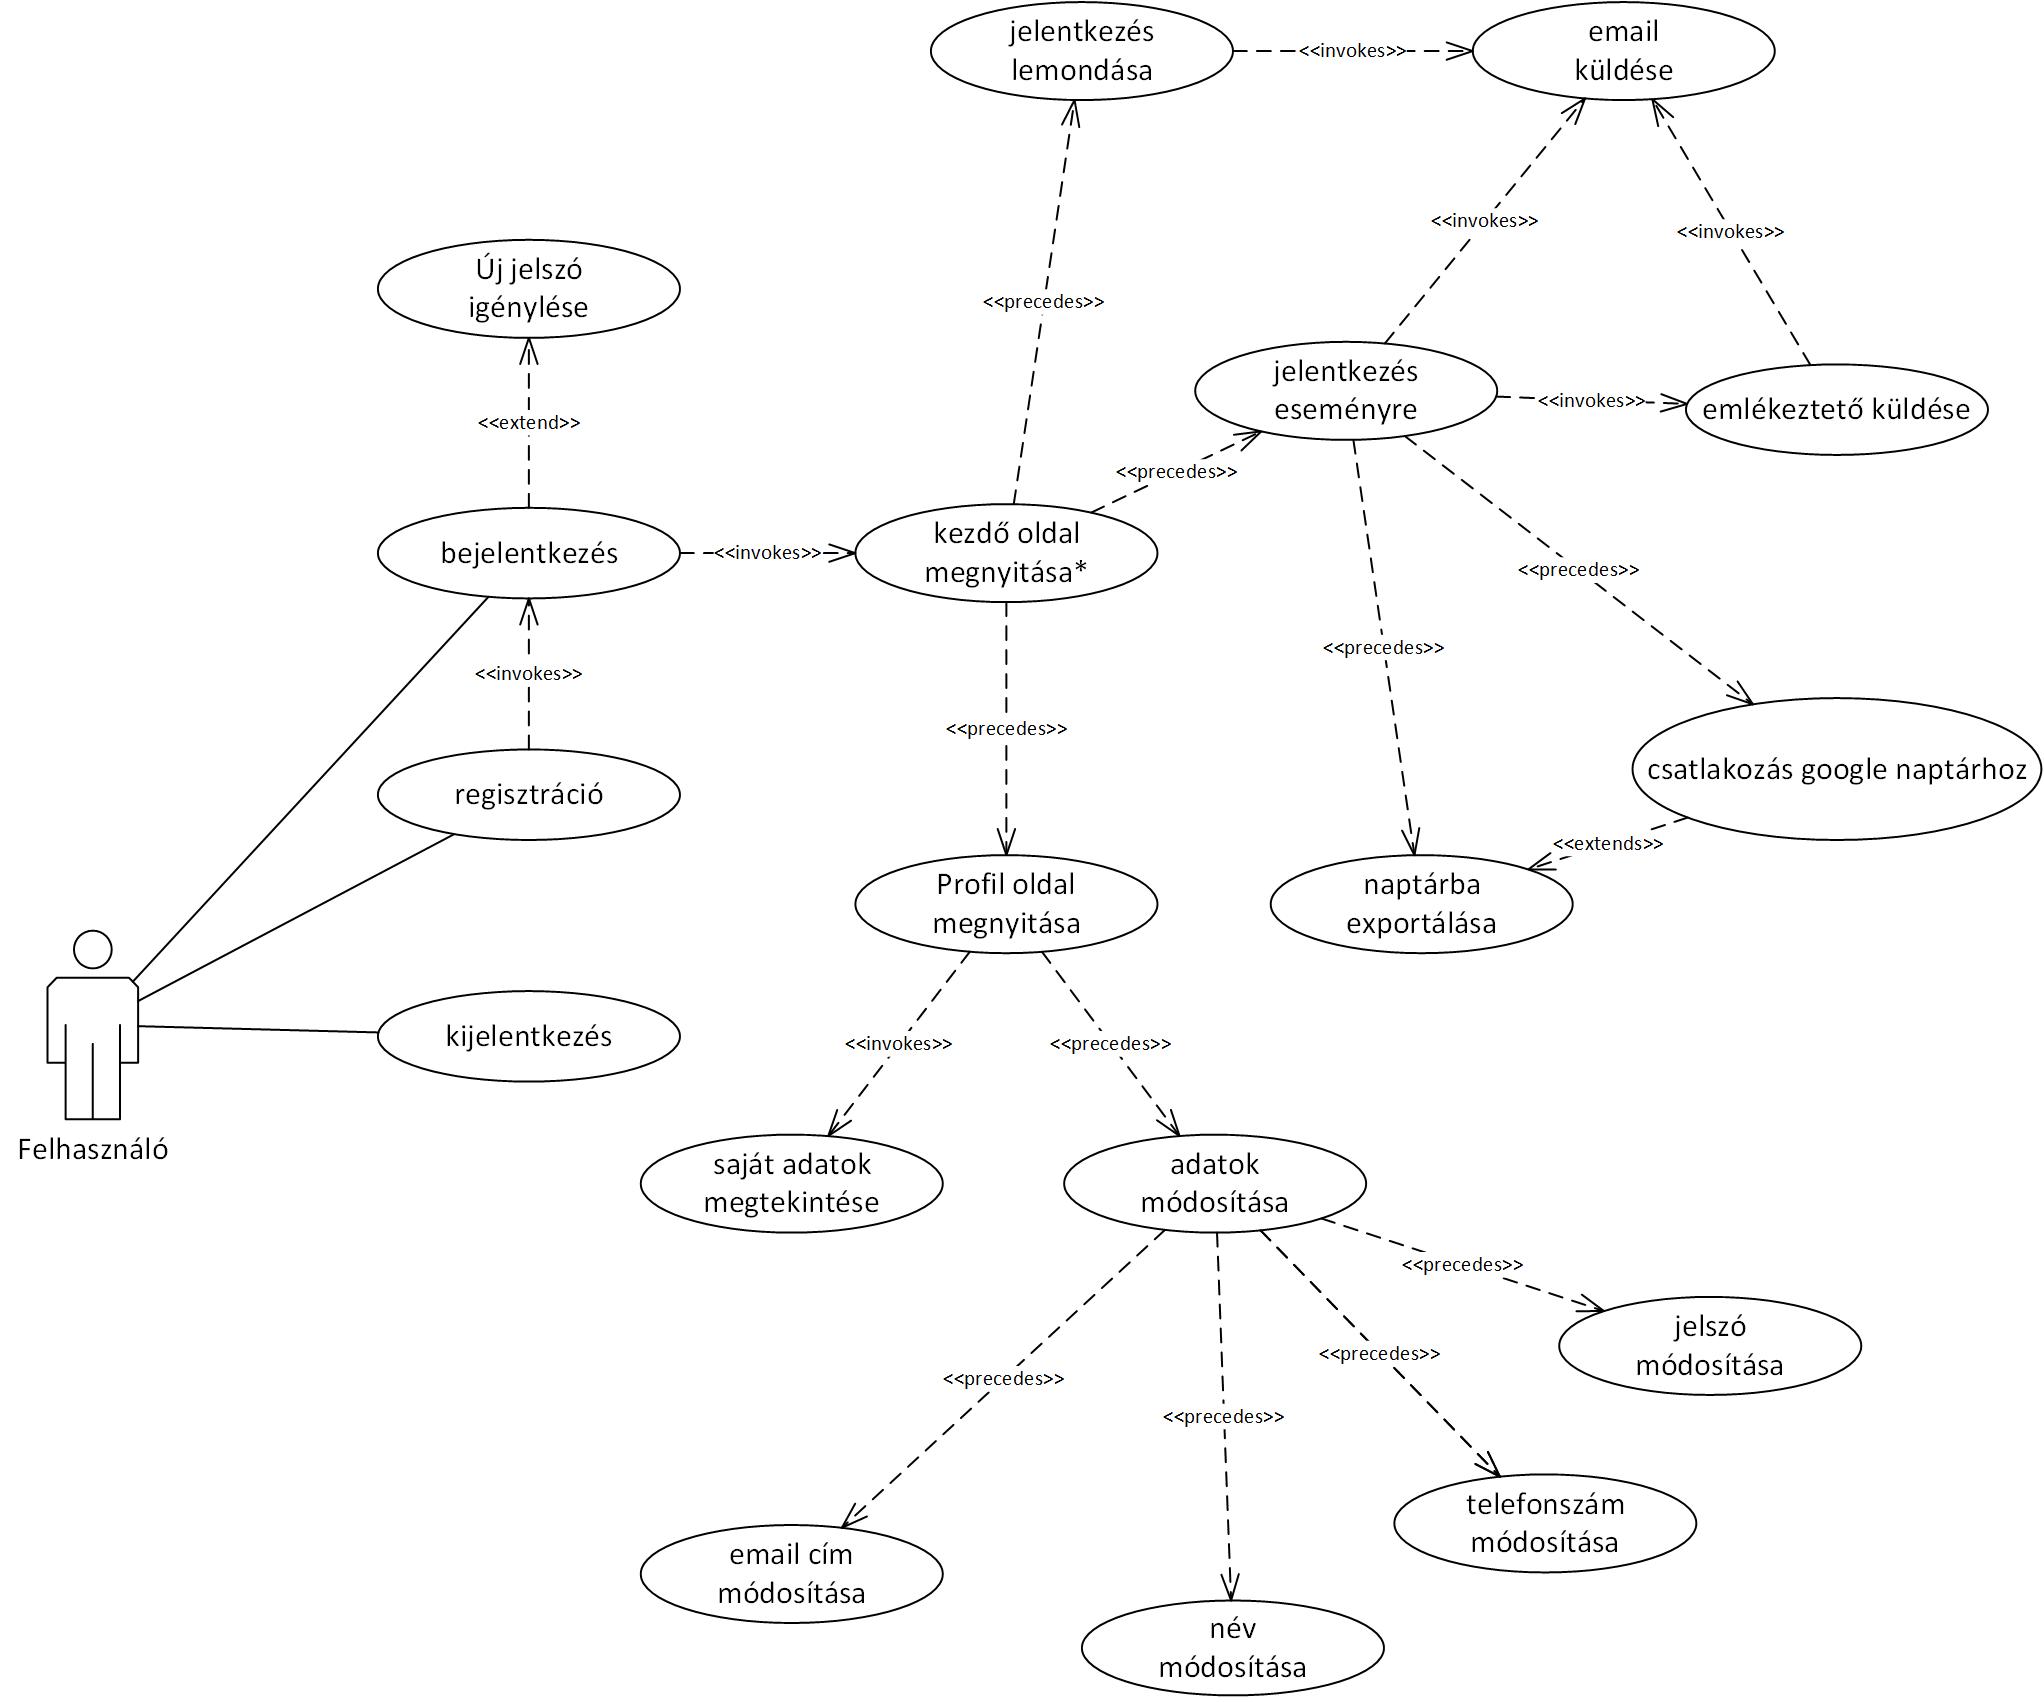 jelentkezés
lemondása
<<invokes>>
email
küldése
<<invokes>>
<<invokes>>
Új jelszó
igénylése
<<precedes>>
jelentkezés
eseményre
<<invokes>>
emlékeztető küldése
<<extend>>
<<precedes>>
bejelentkezés
<<invokes>>
kezdő oldal
megnyitása*
<<precedes>>
<<precedes>>
<<invokes>>
<<precedes>>
regisztráció
csatlakozás google naptárhoz
<<extends>>
Profil oldal
megnyitása
naptárba
exportálása
kijelentkezés
<<invokes>>
<<precedes>>
Felhasználó
saját adatok
megtekintése
adatok
módosítása
<<precedes>>
jelszó
módosítása
<<precedes>>
<<precedes>>
<<precedes>>
telefonszám
módosítása
email cím
módosítása
név
módosítása